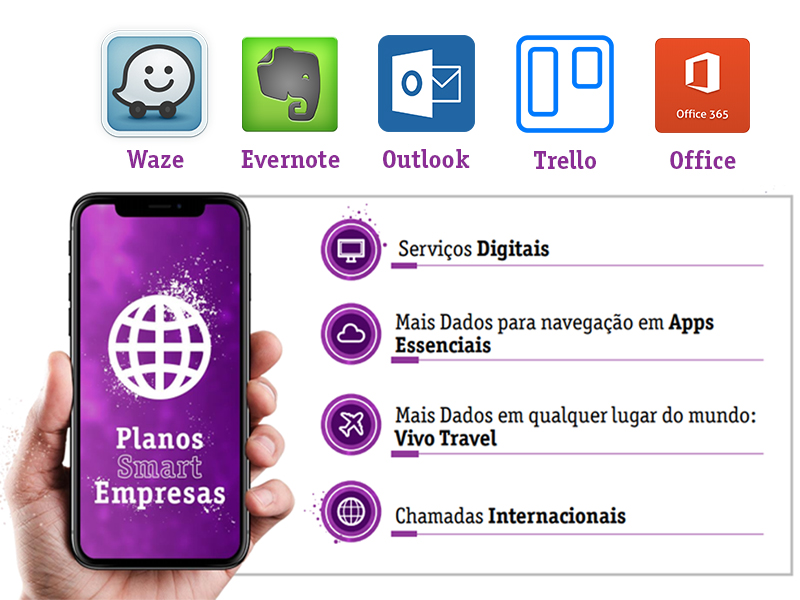 Office 365
Waze
Evernote
Outlook
Trello
Office
Serviços Digitais
Mais Dados para navegação em Apps
Essenciais
Mais Dados em qualquer lugar do mundo:
Vivo Travel
Chamadas Internacionais
Planos
Smart
Empresas